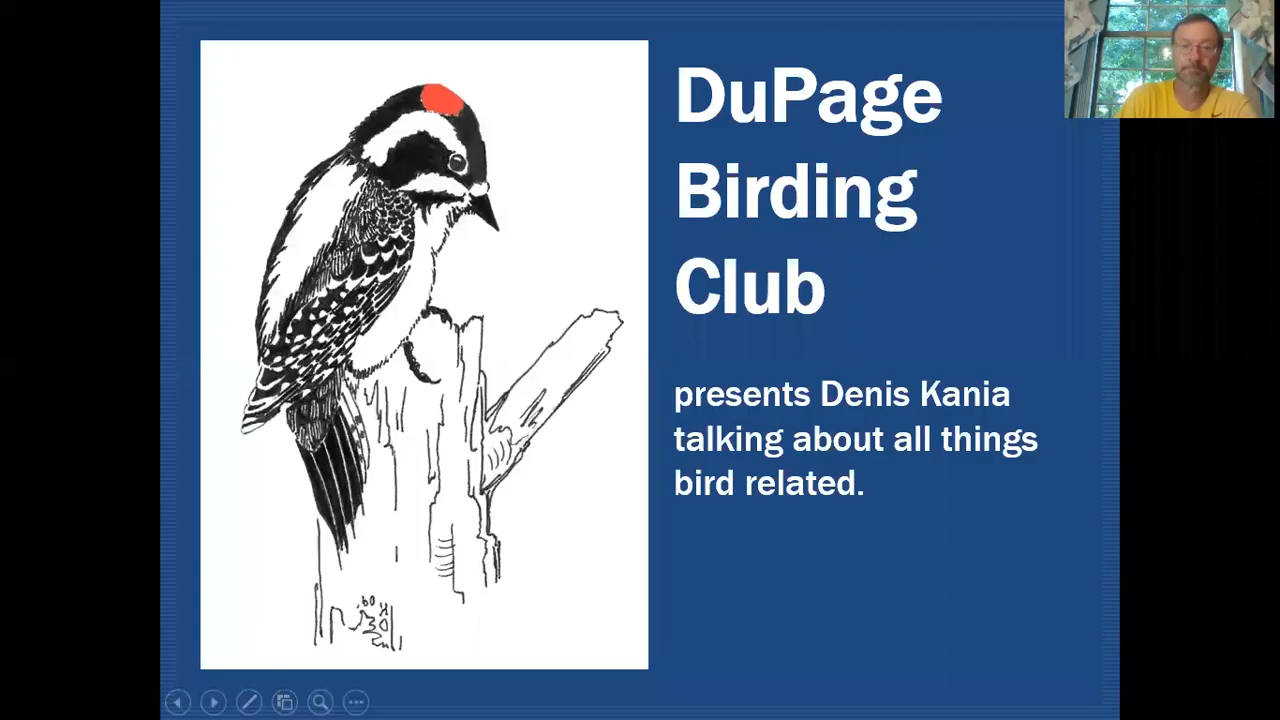 DuPage
Birding
Club
presents Denis Kania
talking about all things
bird related.